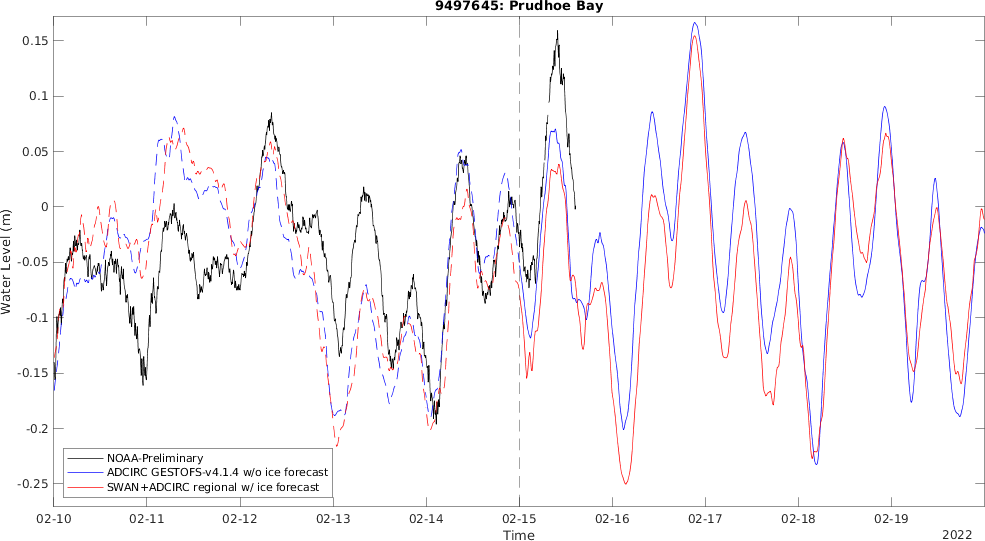 9497645: Prudhoe Bay
0.15
0.1
0.05
0
-0.05
-0.1
-0.15
-0.2
-0.25
Water Level (m)
NOAA-Preliminary
ADCIRC GESTOFS-v4.1.4 w/o ice forecast
SWAN+ADCIRC regional w/ ice forecast
02-10 02-11 02-12 02-13 02-14 02-15 02-16 02-17 02-18 02-19
Time
2022